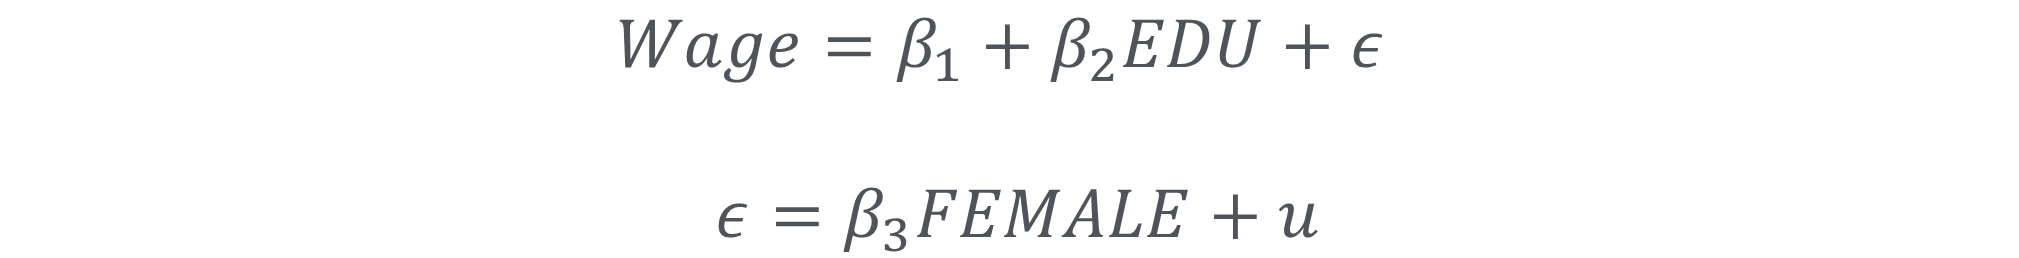 Wage = β₁ + β₂EDU + ϵ
ϵ = β₃FEMALE + u